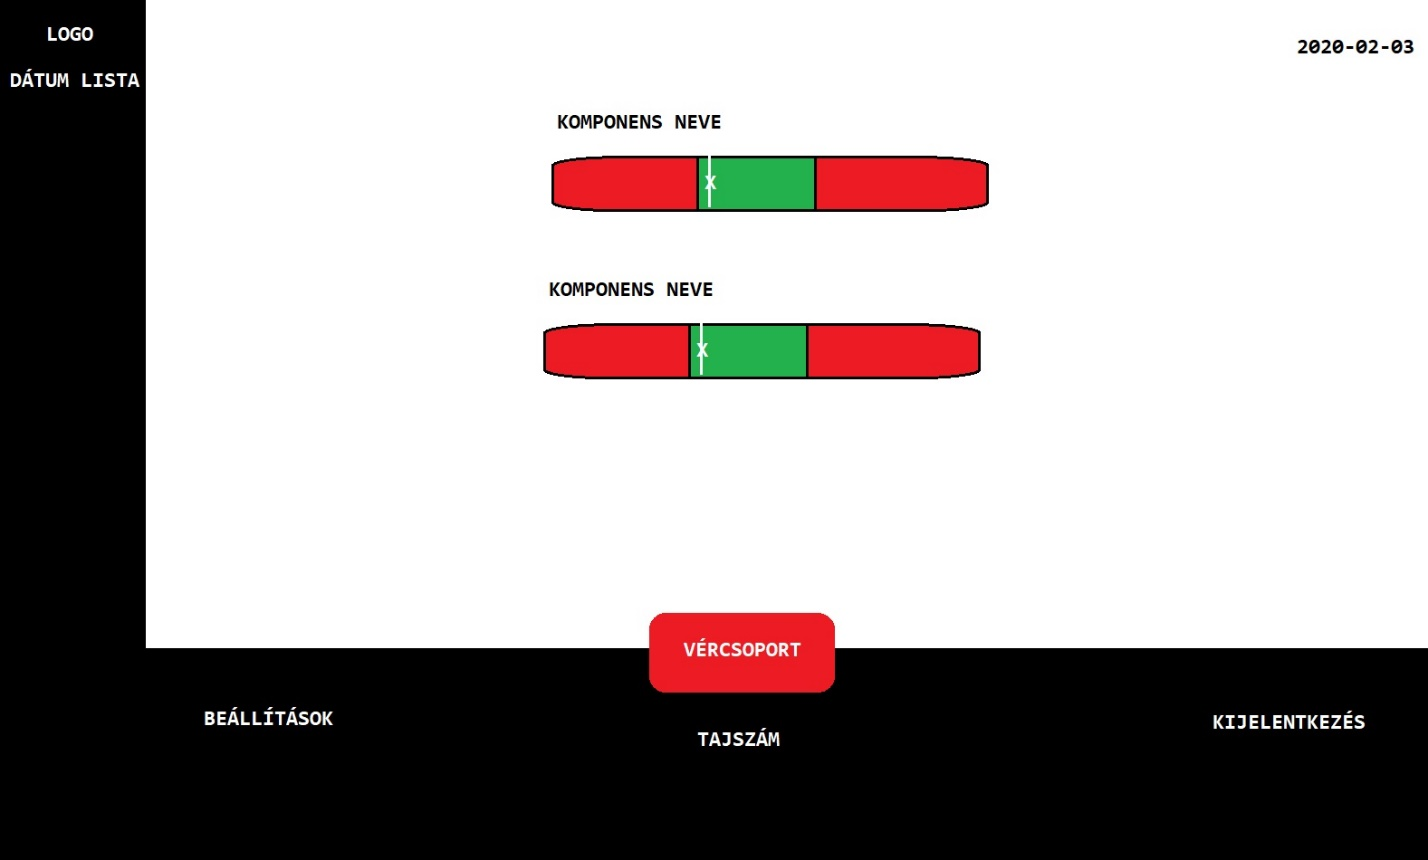 LOGO
DÁTUM LISTA
2020-02-03
KOMPONENS NEVE
X
KOMPONENS NEVE
X
VÉRCSOPORT
BEÁLLÍTÁSOK
TAJSZÁM
KIJELENTKEZÉS